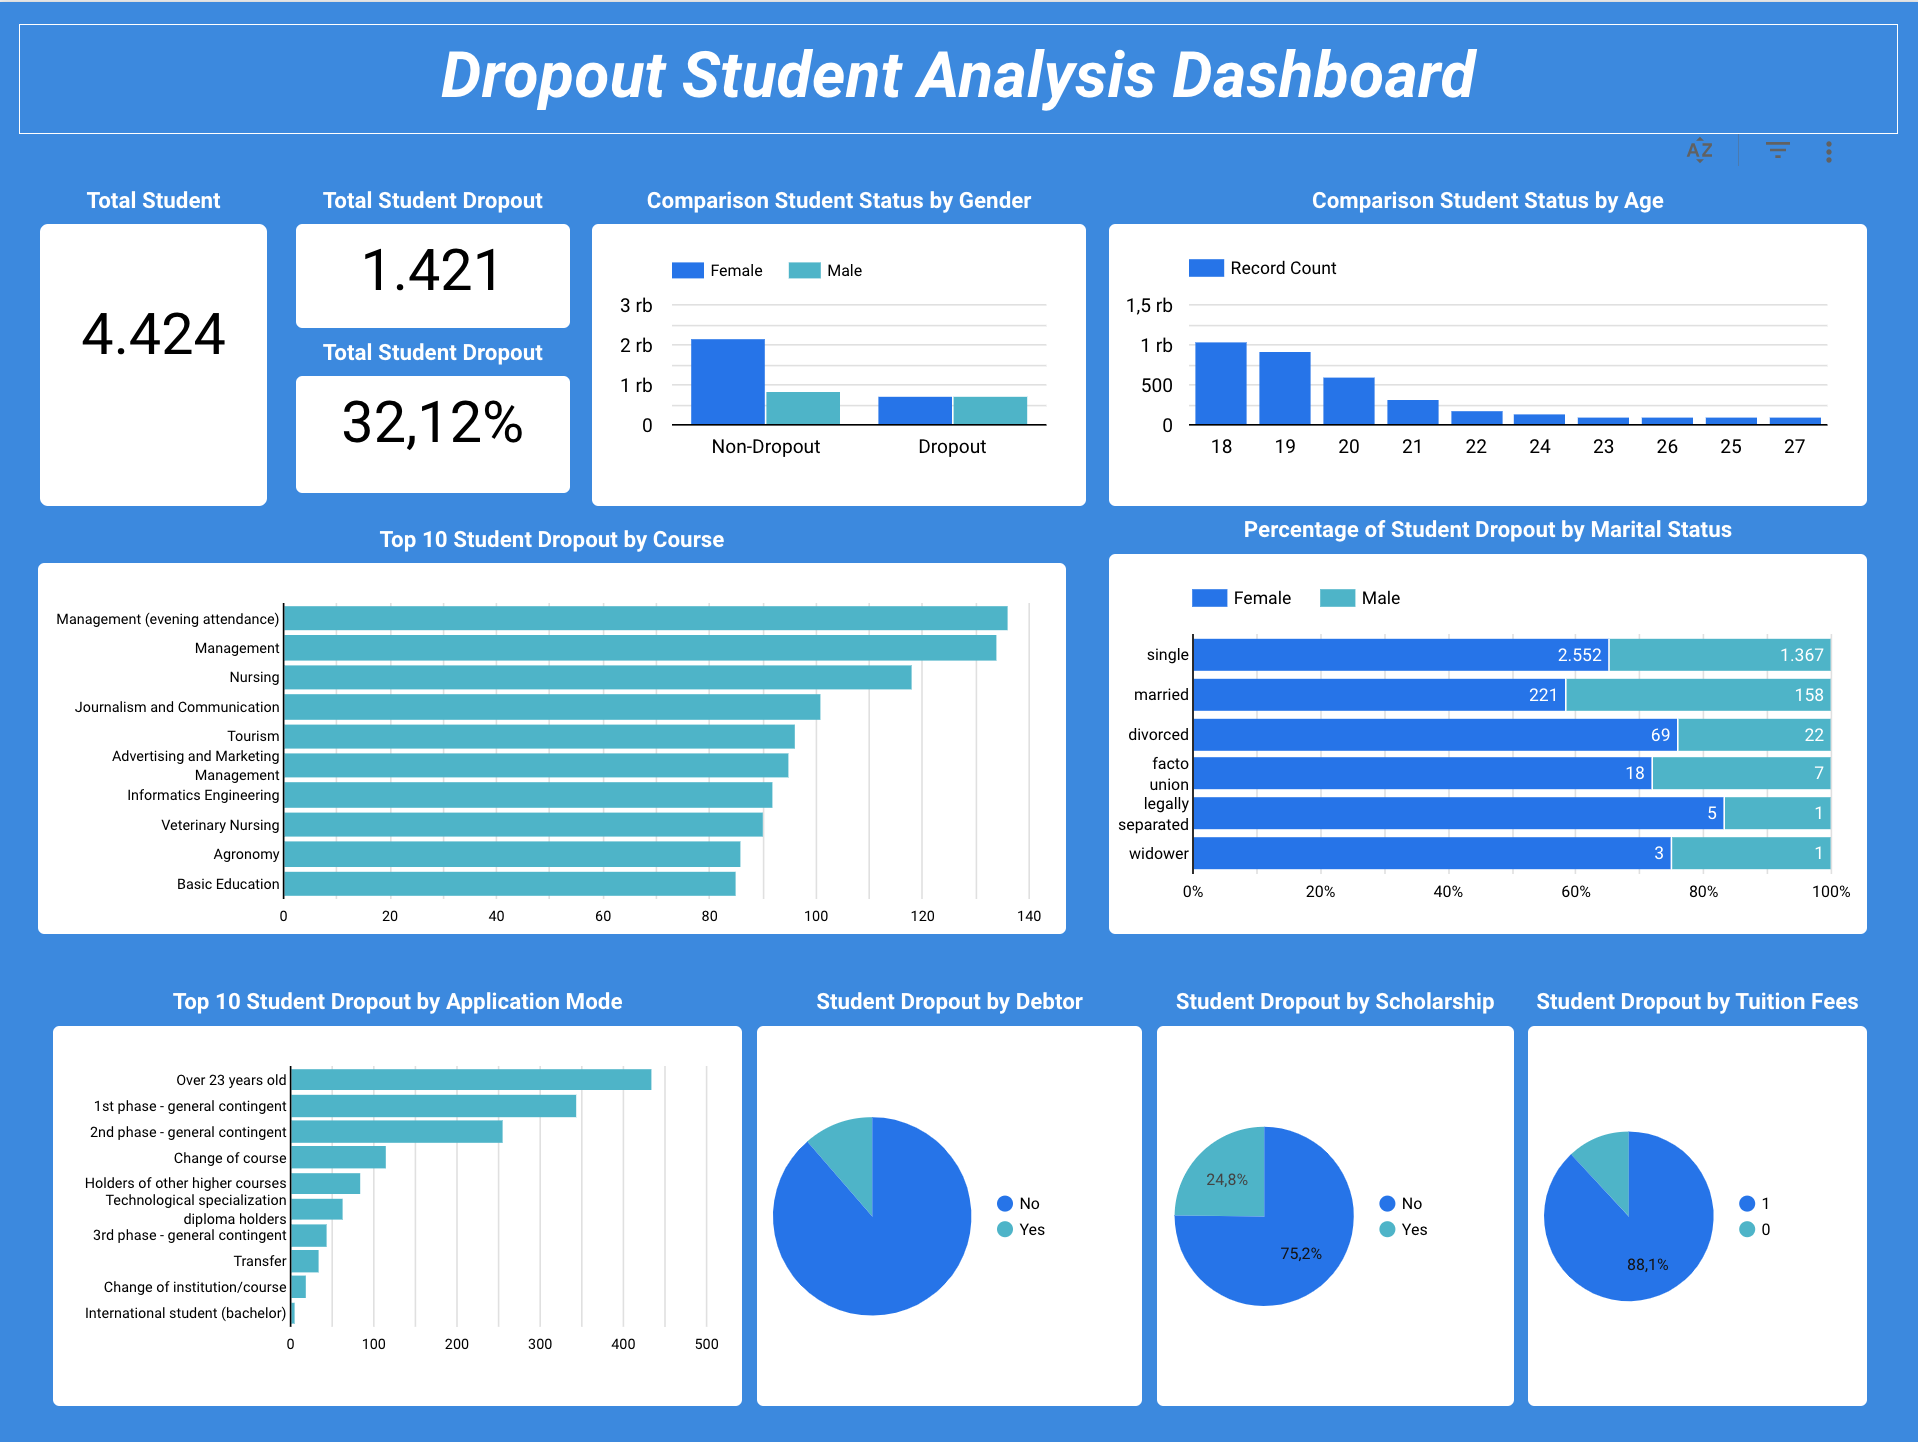 Dropout Student Analysis Dashboard
AZ
Total Student
4.424
Total Student Dropout
1.421
Total Student Dropout
32,12%
Comparison Student Status by Gender
Female
Male
3 rb
2 rb
1 rb
0
Non-Dropout
Dropout
Comparison Student Status by Age
Record Count
1,5 rb
1 rb
500
0
18 19 20 21 22 24 23 26 25 27
Top 10 Student Dropout by Course
Management (evening attendance)
Management
Nursing
Journalism and Communication
Tourism
Advertising and Marketing
Management
Informatics Engineering
Veterinary Nursing
Agronomy
Basic Education
0 20 40 60 80 100 120 140
Percentage of Student Dropout by Marital Status
Female
Male
single 2.552 1.367
married 221 158
divorced 69 22
facto
union 18 7
legally
separated 5 1
widower 3 1
0% 20% 40% 60% 80% 100%
Top 10 Student Dropout by Application Mode
Over 23 years old
1st phase - general contingent
2nd phase - general contingent
Change of course
Holders of other higher courses
Technological specialization
diploma holders
3rd phase - general contingent
Transfer
Change of institution/course
International student (bachelor)
0 100 200 300 400 500
Student Dropout by Debtor
No
Yes
Student Dropout by Scholarship
24,8%
75,2%
No
Yes
Student Dropout by Tuition Fees
88,1%
1
0